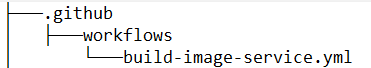 ├───.github
│   ├───workflows
│   │   └───build-image-service.yml